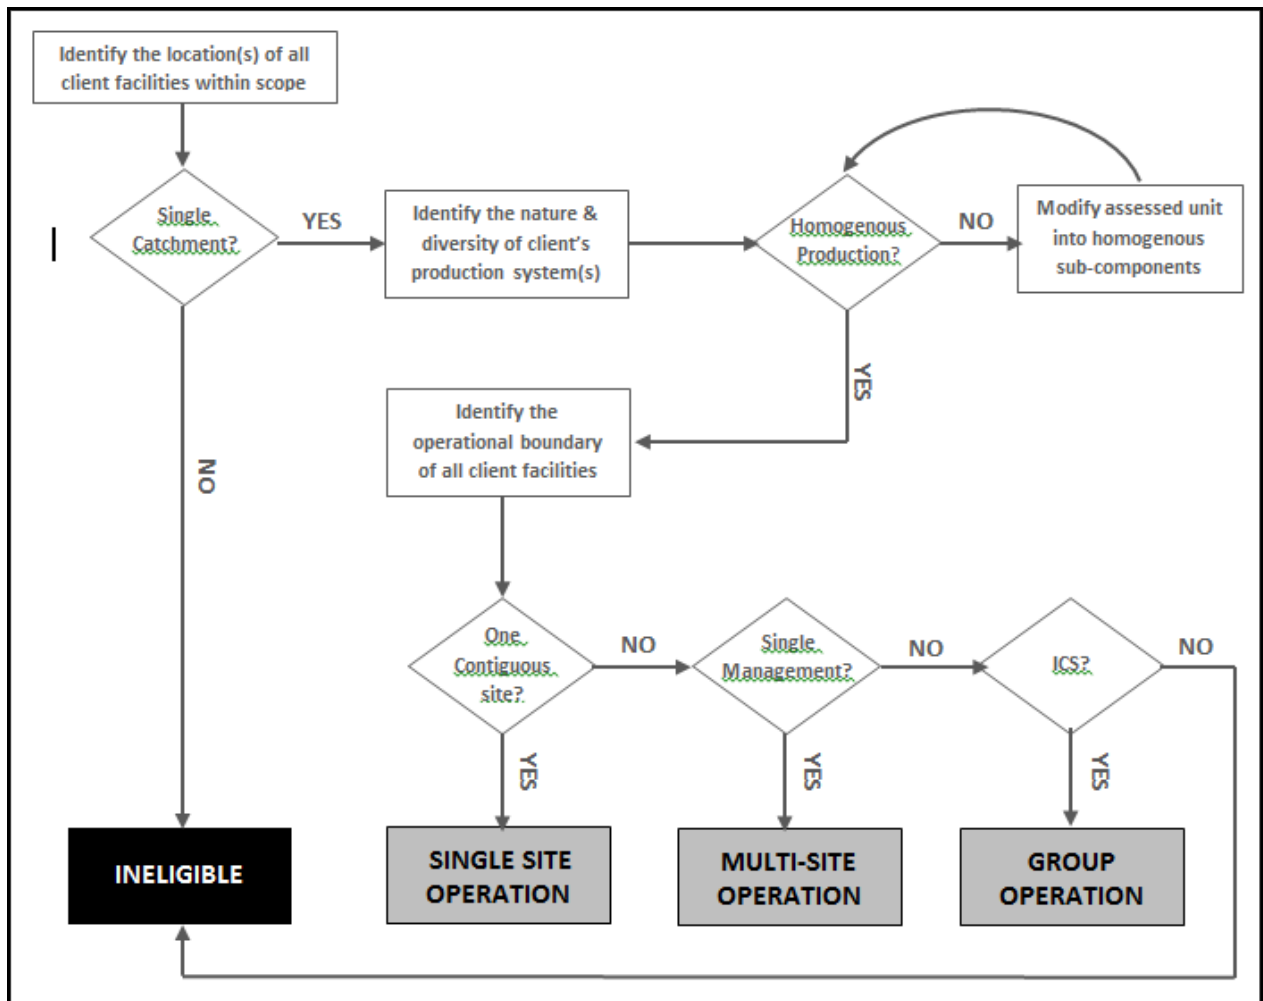 Identify the location(s) of all
client facilities within scope
Single
Catchment?
YES
Identify the nature &
diversity of client's
production system(s)
Homogenous
Production?
NO
Modify assessed unit
into homogenous
sub-components
YES
NO
Identify the
operational boundary
of all client facilities
One
Contiguous
site?
NO
Single
Management?
NO
ICS?
NO
YES
YES
YES
INELIGIBLE
SINGLE SITE
OPERATION
MULTI-SITE
OPERATION
GROUP
OPERATION